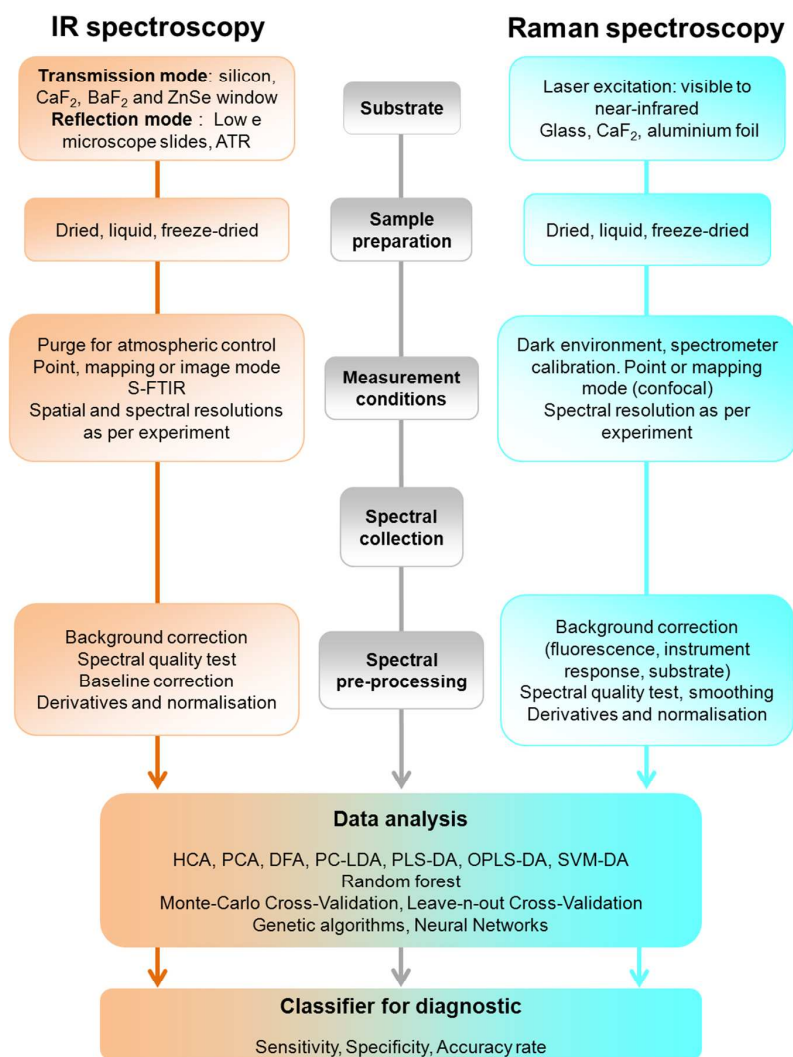 IR spectroscopy
Raman spectroscopy
Transmission mode: silicon,
CaF₂, BaF₂ and ZnSe window
Reflection mode : Low e
microscope slides, ATR
Substrate
Laser excitation: visible to
near-infrared
Glass, CaF₂, aluminium foil
Dried, liquid, freeze-dried
Sample
preparation
Dried, liquid, freeze-dried
Purge for atmospheric control
Point, mapping or image mode
S-FTIR
Spatial and spectral resolutions
as per experiment
Measurement
conditions
Dark environment, spectrometer
calibration. Point or mapping
mode (confocal)
Spectral resolution as per
experiment
Spectral
collection
Background correction
Spectral quality test
Baseline correction
Derivatives and normalisation
Spectral
pre-processing
Background correction
(fluorescence, instrument
response, substrate)
Spectral quality test, smoothing
Derivatives and normalisation
Data analysis
HCA, PCA, DFA, PC-LDA, PLS-DA, OPLS-DA, SVM-DA
Random forest
Monte-Carlo Cross-Validation, Leave-n-out Cross-Validation
Genetic algorithms, Neural Networks
Classifier for diagnostic
Sensitivity, Specificity, Accuracy rate